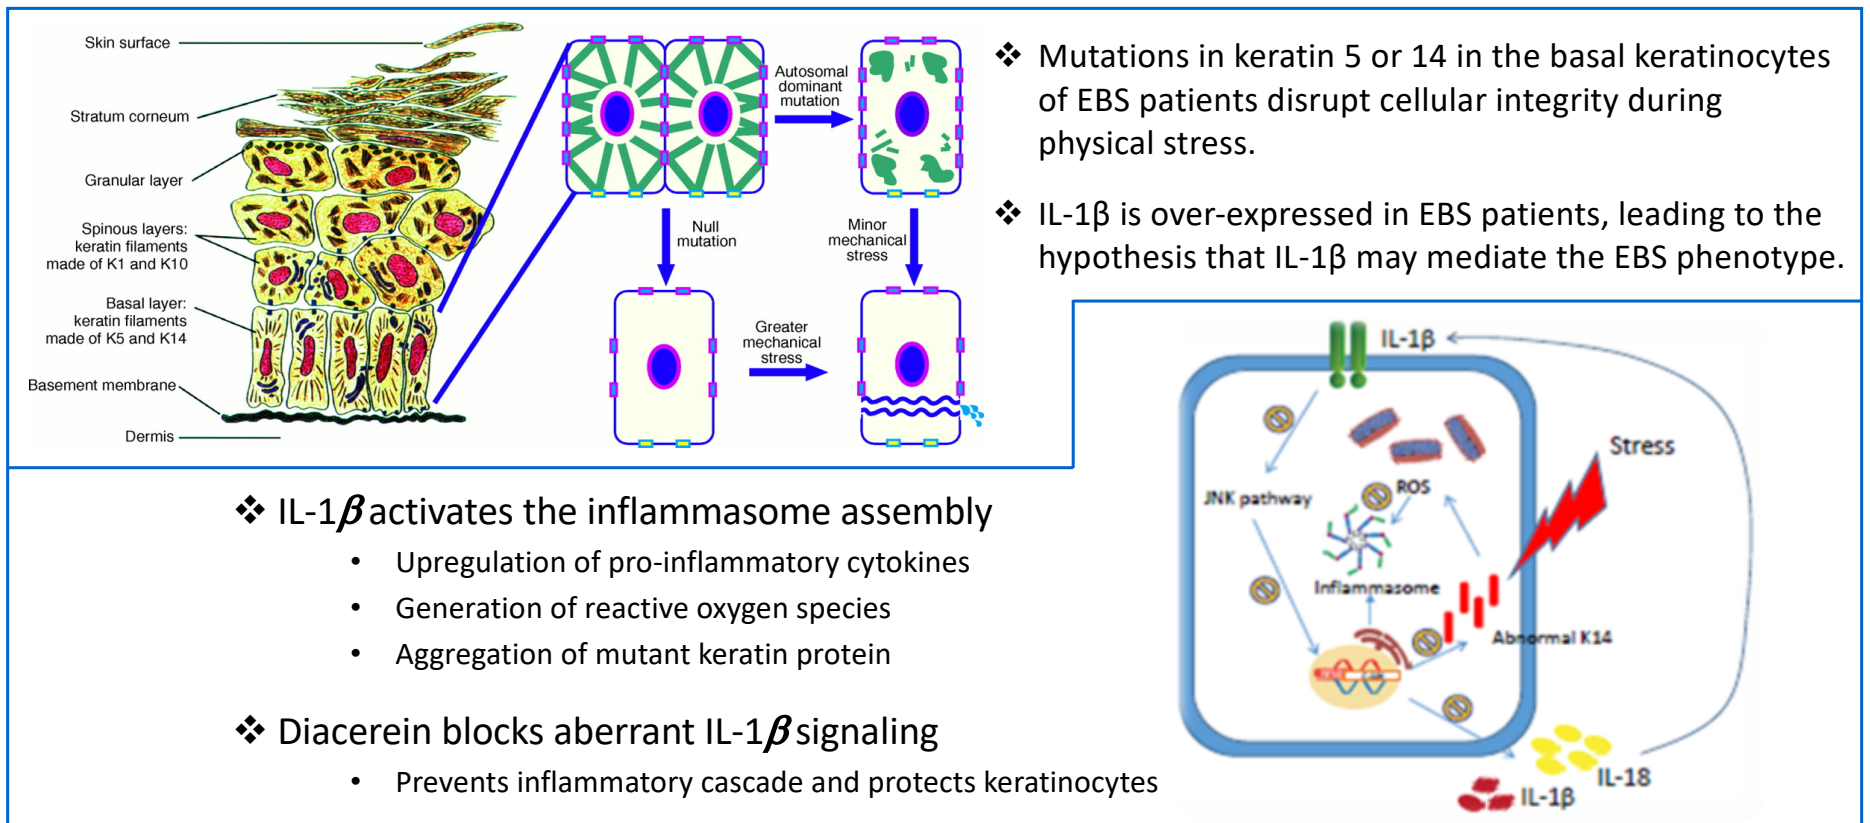 Skin surface
Stratum corneum
Granular layer
Spinous layers:
keratin filaments
made of K1 and K10
Basal layer:
keratin filaments
made of K5 and K14
Basement membrane
Dermis
Autosomal
dominant
mutation
Null
mutation
Minor
mechanical
stress
Greater
mechanical
stress
❖ Mutations in keratin 5 or 14 in the basal keratinocytes
of EBS patients disrupt cellular integrity during
physical stress.
❖ IL-1β is over-expressed in EBS patients, leading to the
hypothesis that IL-1β may mediate the EBS phenotype.
❖ IL-1β activates the inflammasome assembly
• Upregulation of pro-inflammatory cytokines
• Generation of reactive oxygen species
• Aggregation of mutant keratin protein
❖ Diacerein blocks aberrant IL-1β signaling
• Prevents inflammatory cascade and protects keratinocytes
IL-1β
Stress
JNK pathway
ROS
Inflammasome
Abnormal K14
IL-18
IL-1β